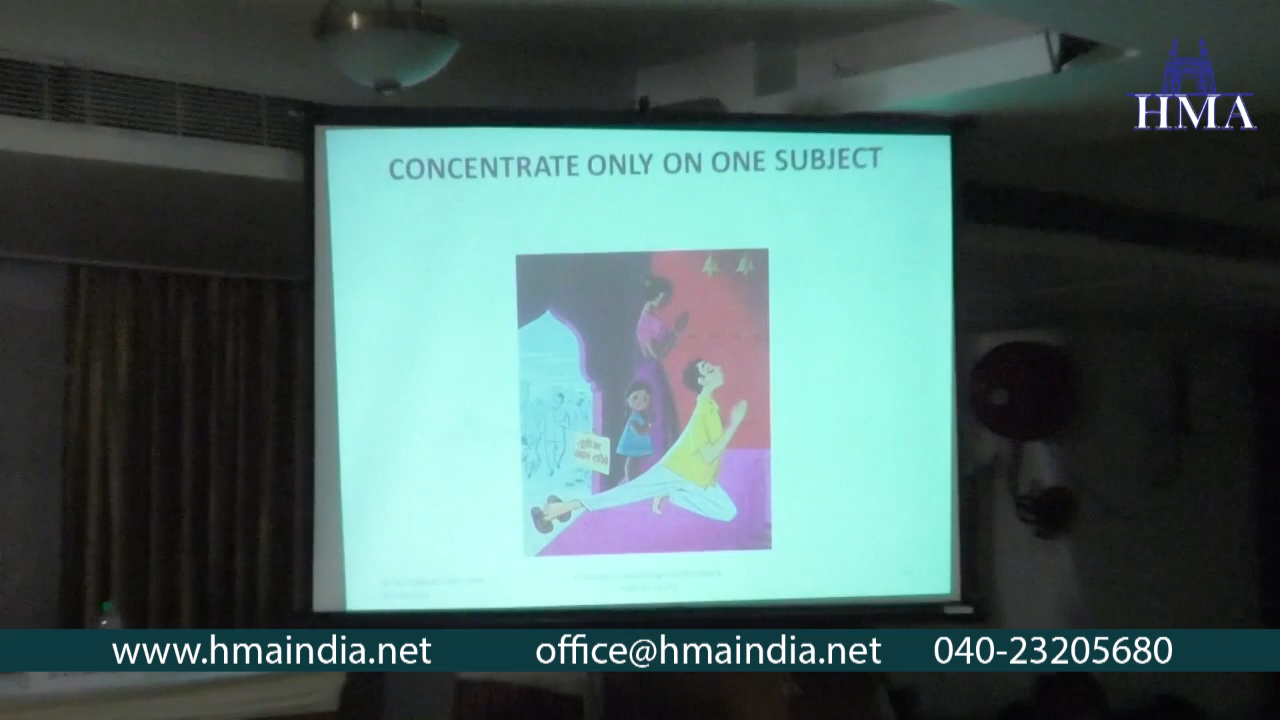 HMA
CONCENTRATE ONLY ON ONE SUBJECT
www.hmaindia.net office@hmaindia.net 040-23205680